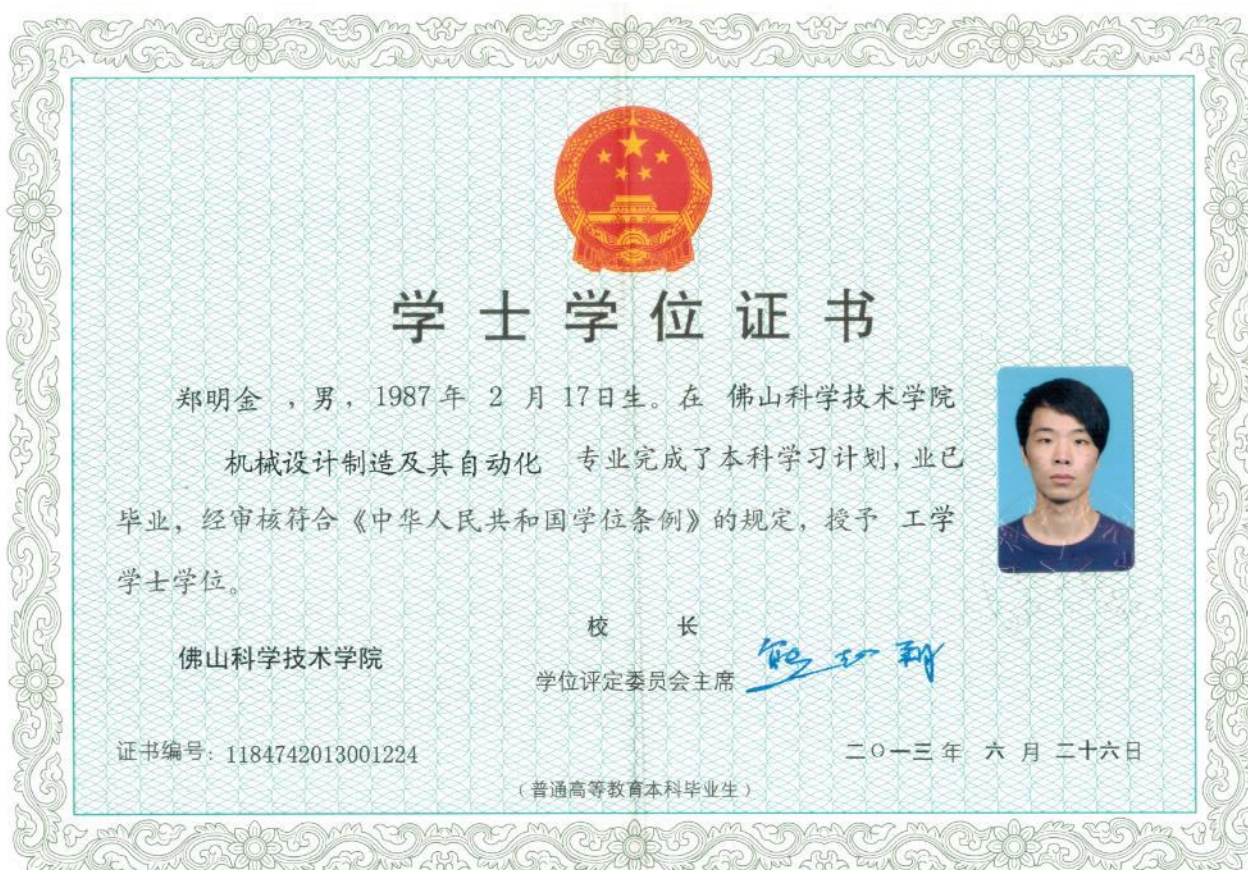 学士学位证书
郑明金 ，男，1987年 2 月 17日生。在 佛山科学技术学院
机械设计制造及其自动化 专业完成了本科学习计划，业已
毕业，经审核符合《中华人民共和国学位条例》的规定，授予 工学
学士学位。
校 长
佛山科学技术学院
学位评定委员会主席
证书编号：1184742013001224
二〇一三年 六 月 二十六日
（普通高等教育本科毕业生）